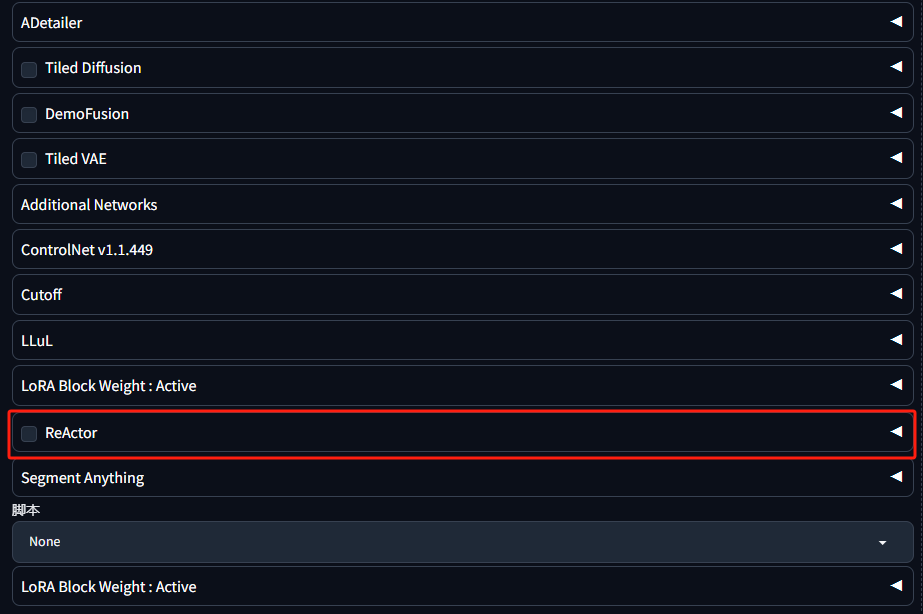 ADetailer
Tiled Diffusion
DemoFusion
Tiled VAE
Additional Networks
ControlNet v1.1.449
Cutoff
LLuL
LoRA Block Weight : Active
ReActor
Segment Anything
脚本
None
LoRA Block Weight : Active